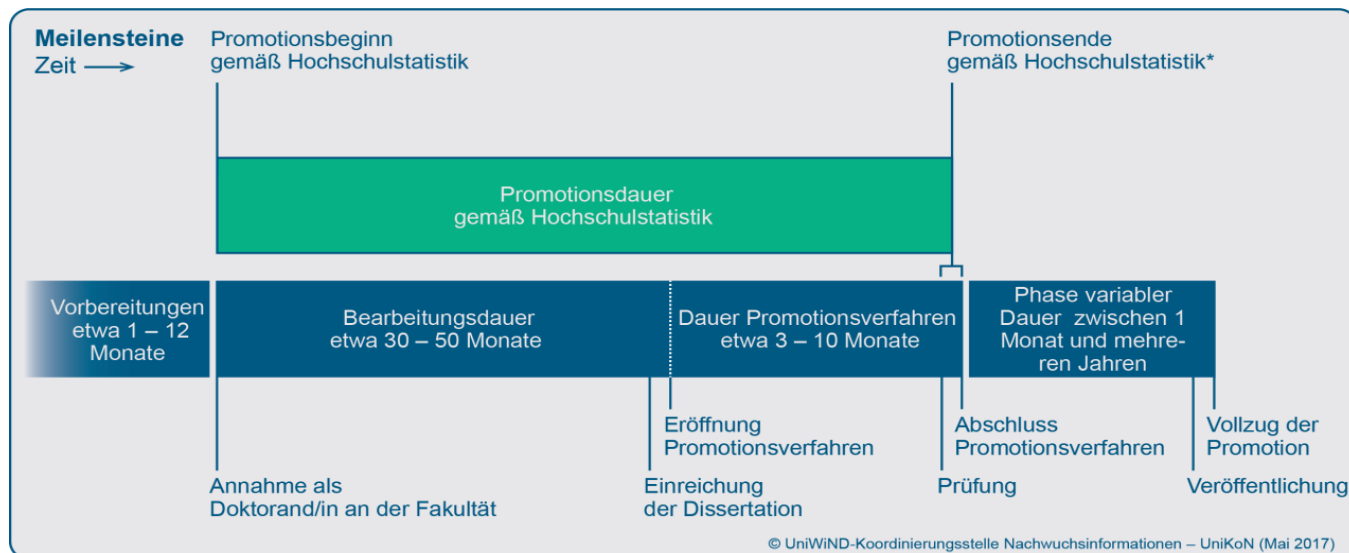 Meilensteine
Zeit →
Promotionsbeginn
gemäß Hochschulstatistik
Promotionsende
gemäß Hochschulstatistik*
Promotionsdauer
gemäß Hochschulstatistik
Vorbereitungen
etwa 1 – 12
Monate
Bearbeitungsdauer
etwa 30 – 50 Monate
Dauer Promotionsverfahren
etwa 3 – 10 Monate
Phase variabler
Dauer zwischen 1
Monat und mehre-
ren Jahren
Eröffnung
Promotionsverfahren
Abschluss
Promotionsverfahren
Vollzug der
Promotion
Annahme als
Doktorand/in an der Fakultät
Einreichung
der Dissertation
Prüfung
Veröffentlichung
© UniWiND-Koordinierungsstelle Nachwuchsinformationen – UniKoN (Mai 2017)